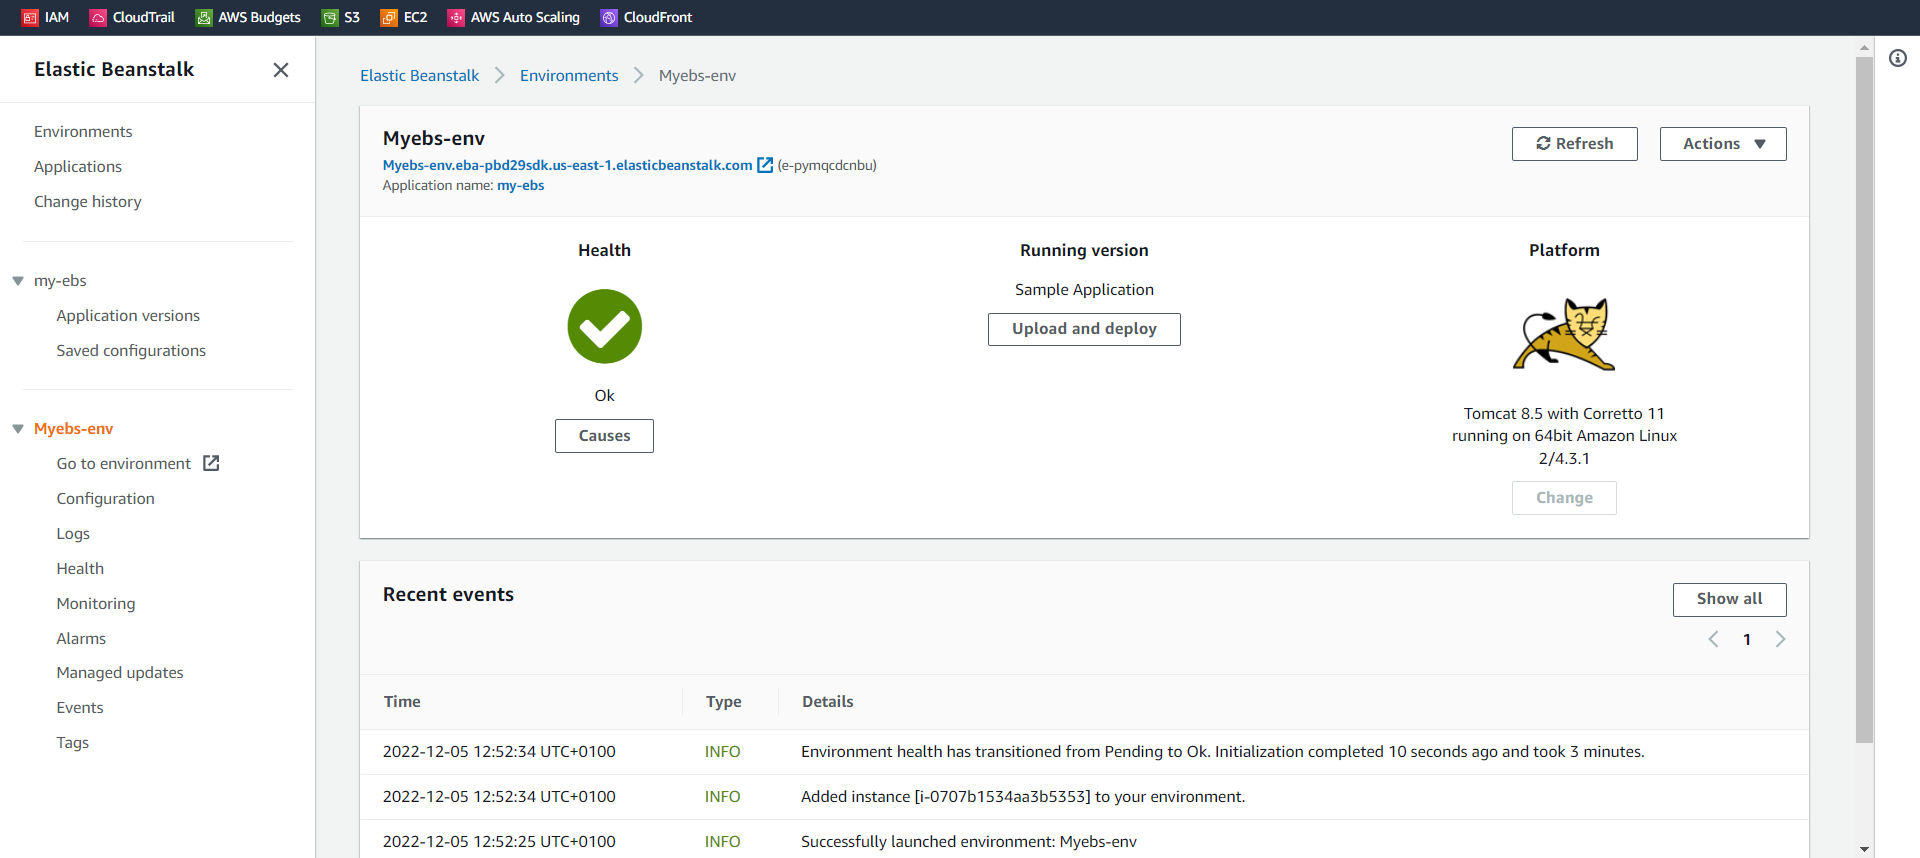 IAM CloudTrail AWS Budgets S3 EC2 AWS Auto Scaling CloudFront
Elastic Beanstalk
Environments
Applications
Change history
my-ebs
Application versions
Saved configurations
Myebs-env
Go to environment
Configuration
Logs
Health
Monitoring
Alarms
Managed updates
Events
Tags
Elastic Beanstalk Environments Myebs-env
Myebs-env
Myebs-env.eba-pbd29sdk.us-east-1.elasticbeanstalk.com (e-pymqcdcnbu)
Application name: my-ebs
Refresh
Actions
Health
Ok
Causes
Running version
Sample Application
Upload and deploy
Platform
Tomcat 8.5 with Corretto 11
running on 64bit Amazon Linux
2/4.3.1
Change
Recent events
Show all
1
Time Type Details
2022-12-05 12:52:34 UTC+0100 INFO Environment health has transitioned from Pending to Ok. Initialization completed 10 seconds ago and took 3 minutes.
2022-12-05 12:52:34 UTC+0100 INFO Added instance [i-0707b1534aa3b5353] to your environment.
2022-12-05 12:52:25 UTC+0100 INFO Successfully launched environment: Myebs-env